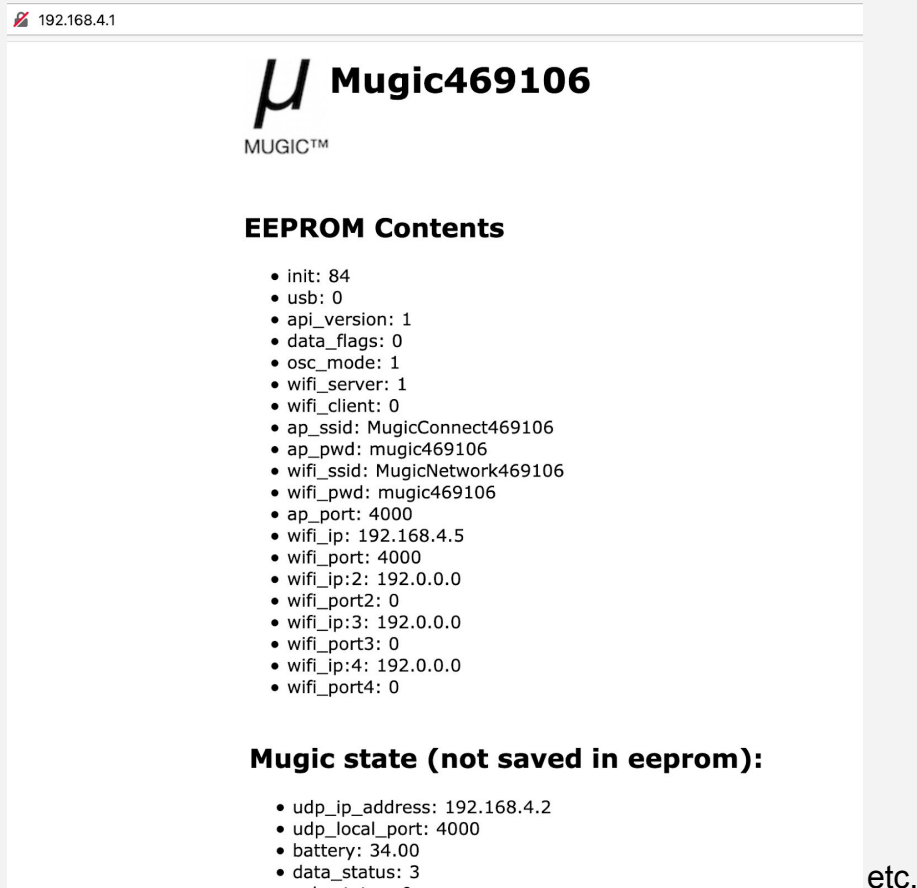 192.168.4.1
μ Mugic469106
MUGIC™
EEPROM Contents
• init: 84
• usb: 0
• api_version: 1
• data_flags: 0
• osc_mode: 1
• wifi_server: 1
• wifi_client: 0
• ap_ssid: MugicConnect469106
• ap_pwd: mugic469106
• wifi_ssid: MugicNetwork469106
• wifi_pwd: mugic469106
• ap_port: 4000
• wifi_ip: 192.168.4.5
• wifi_port: 4000
• wifi_ip:2: 192.0.0.0
• wifi_port2: 0
• wifi_ip:3: 192.0.0.0
• wifi_port3: 0
• wifi_ip:4: 192.0.0.0
• wifi_port4: 0
Mugic state (not saved in eeprom):
• udp_ip_address: 192.168.4.2
• udp_local_port: 4000
• battery: 34.00
• data_status: 3
etc.